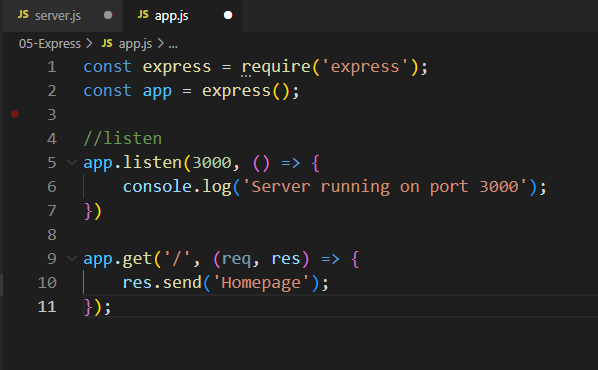 JS server.js
JS app.js
05-Express > JS app.js > ...
1 const express = require('express');
2 const app = express();
3
4 //listen
5 app.listen(3000, () => {
6     console.log('Server running on port 3000');
7 })
8
9 app.get('/', (req, res) => {
10     res.send('Homepage');
11 });